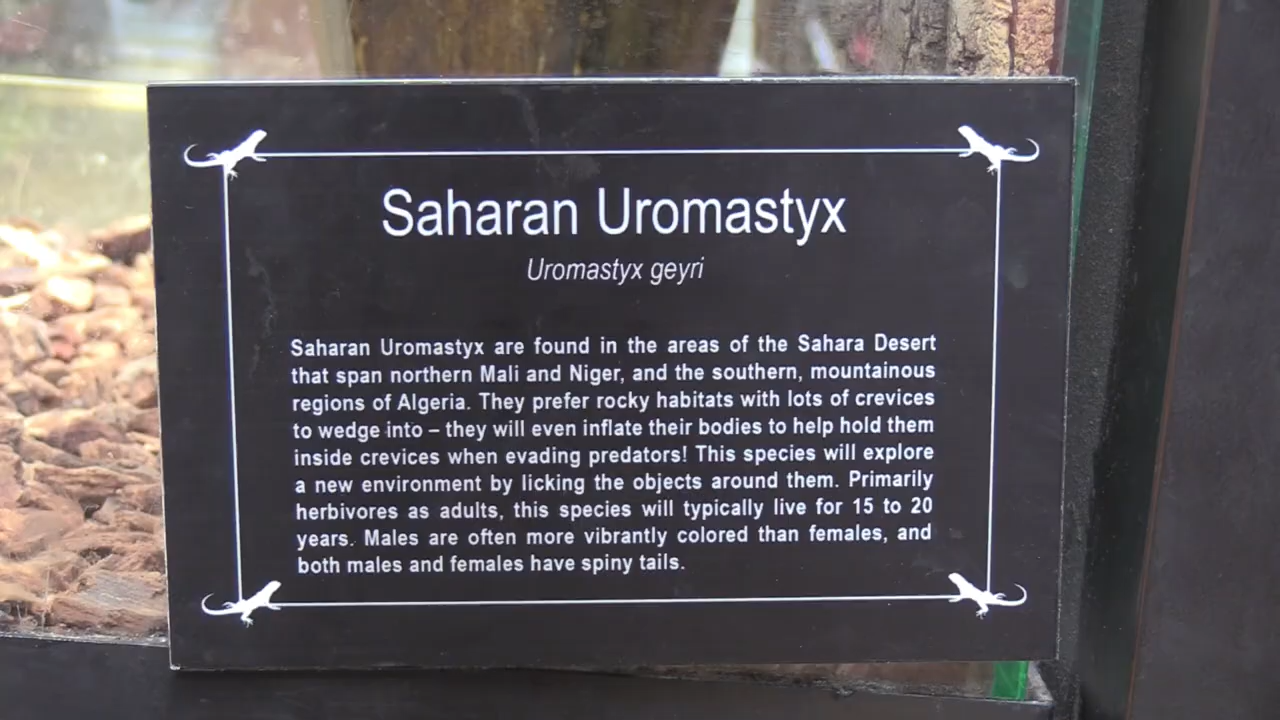 Saharan Uromastyx
Uromastyx geyri
Saharan Uromastyx are found in the areas of the Sahara Desert
that span northern Mali and Niger, and the southern, mountainous
regions of Algeria. They prefer rocky habitats with lots of crevices
to wedge into – they will even inflate their bodies to help hold them
inside crevices when evading predators! This species will explore
a new environment by licking the objects around them. Primarily
herbivores as adults, this species will typically live for 15 to 20
years. Males are often more vibrantly colored than females, and
both males and females have spiny tails.